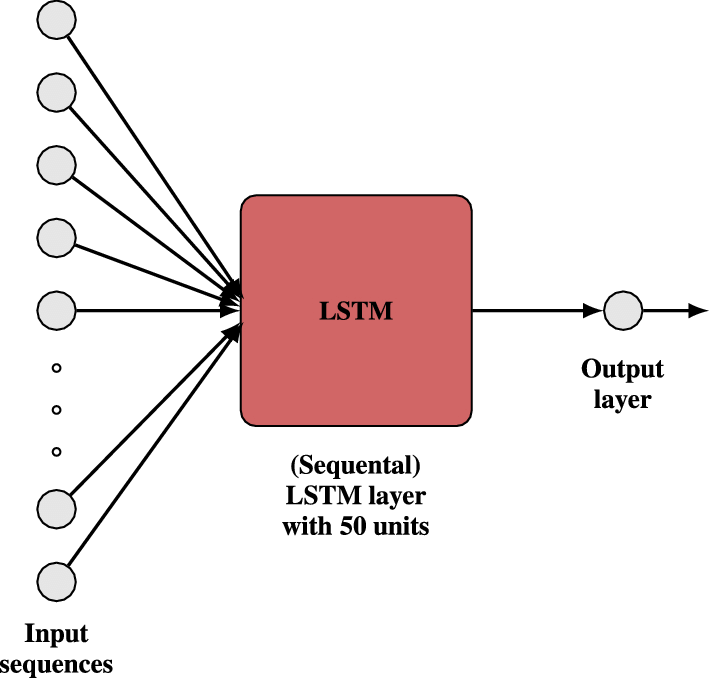 LSTM
Output
layer
(Sequental)
LSTM layer
with 50 units
Input
sequences